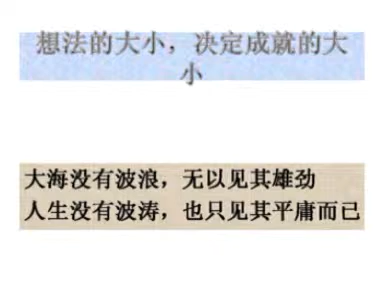 想法的大小，决定成就的大
小
大海没有波浪，无以见其雄劲
人生没有波涛，也只见其平庸而已